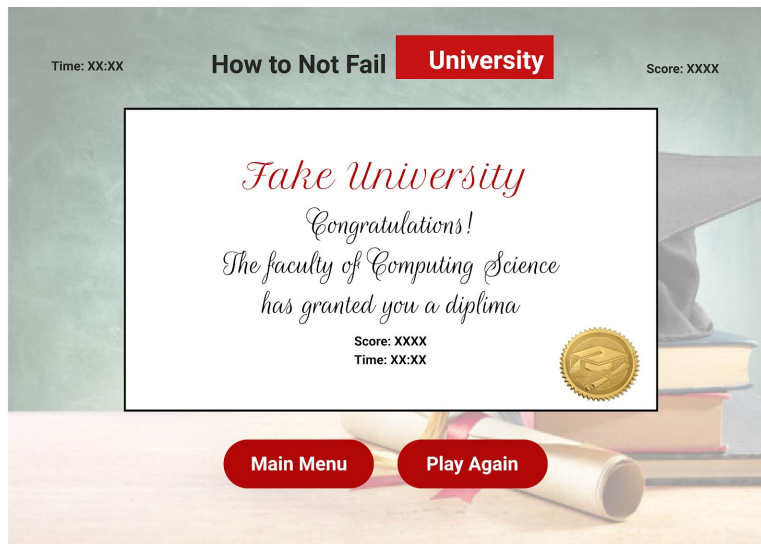 Time: XX:XX
How to Not Fail University
Score: XXXX
Fake University
Congratulations!
The faculty of Computing Science
has granted you a diplima
Score: XXXX
Time: XX:XX
Main Menu
Play Again